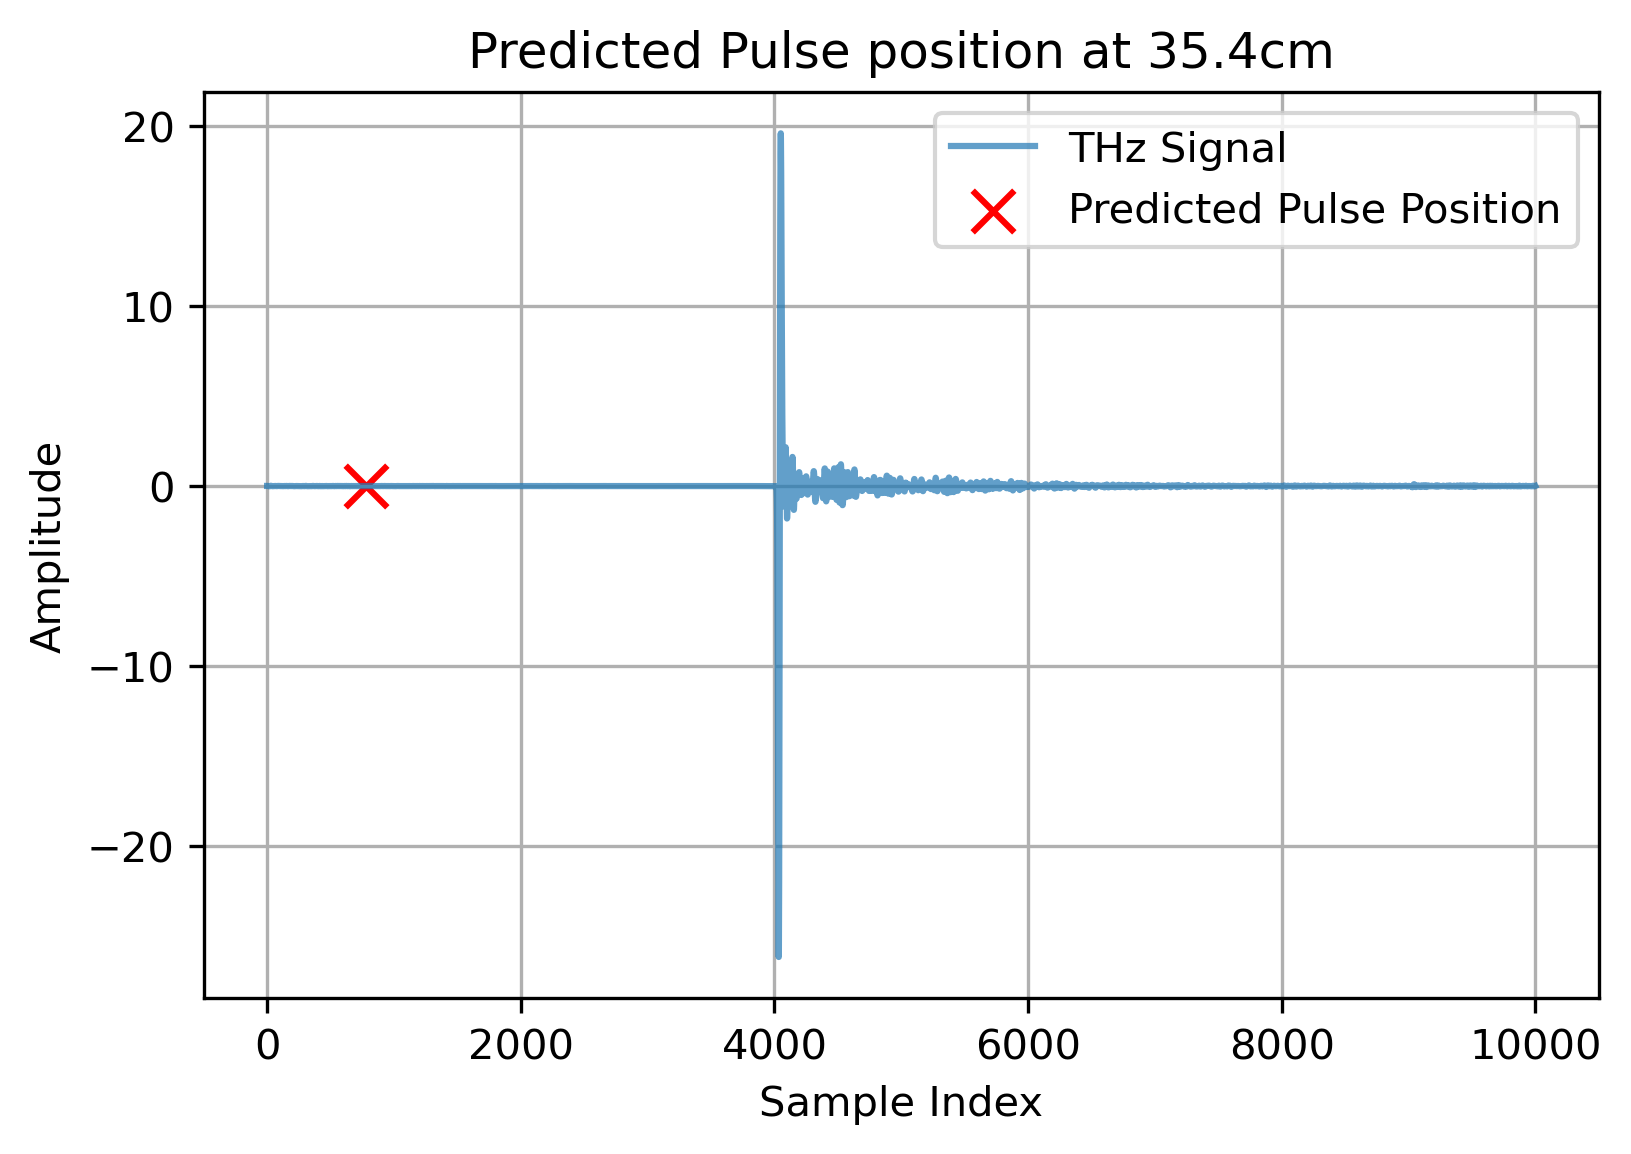 Predicted Pulse position at 35.4cm
THz Signal
Predicted Pulse Position
Amplitude
20
10
0
−10
−20
0 2000 4000 6000 8000 10000
Sample Index